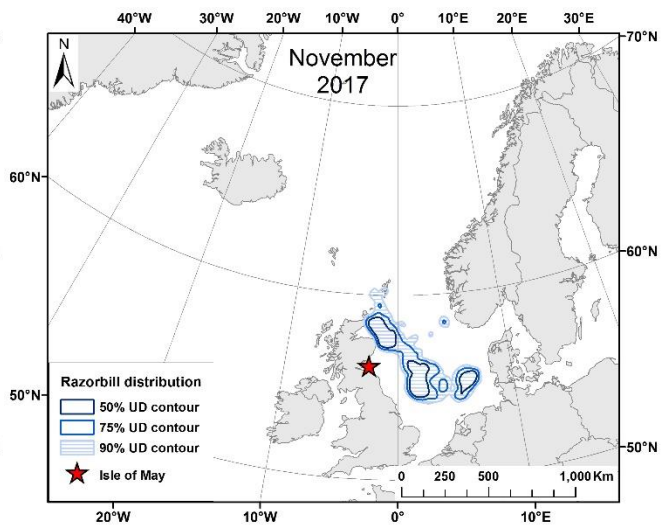 40°W 30°W 20°W 10°W 0° 10°E 20°E 30°E
N
70°N
November
2017
60°N
60°N
50°N
50°N
Razorbill distribution
50% UD contour
75% UD contour
90% UD contour
Isle of May
0 250 500 1,000 Km
20°W 10°W 0° 10°E